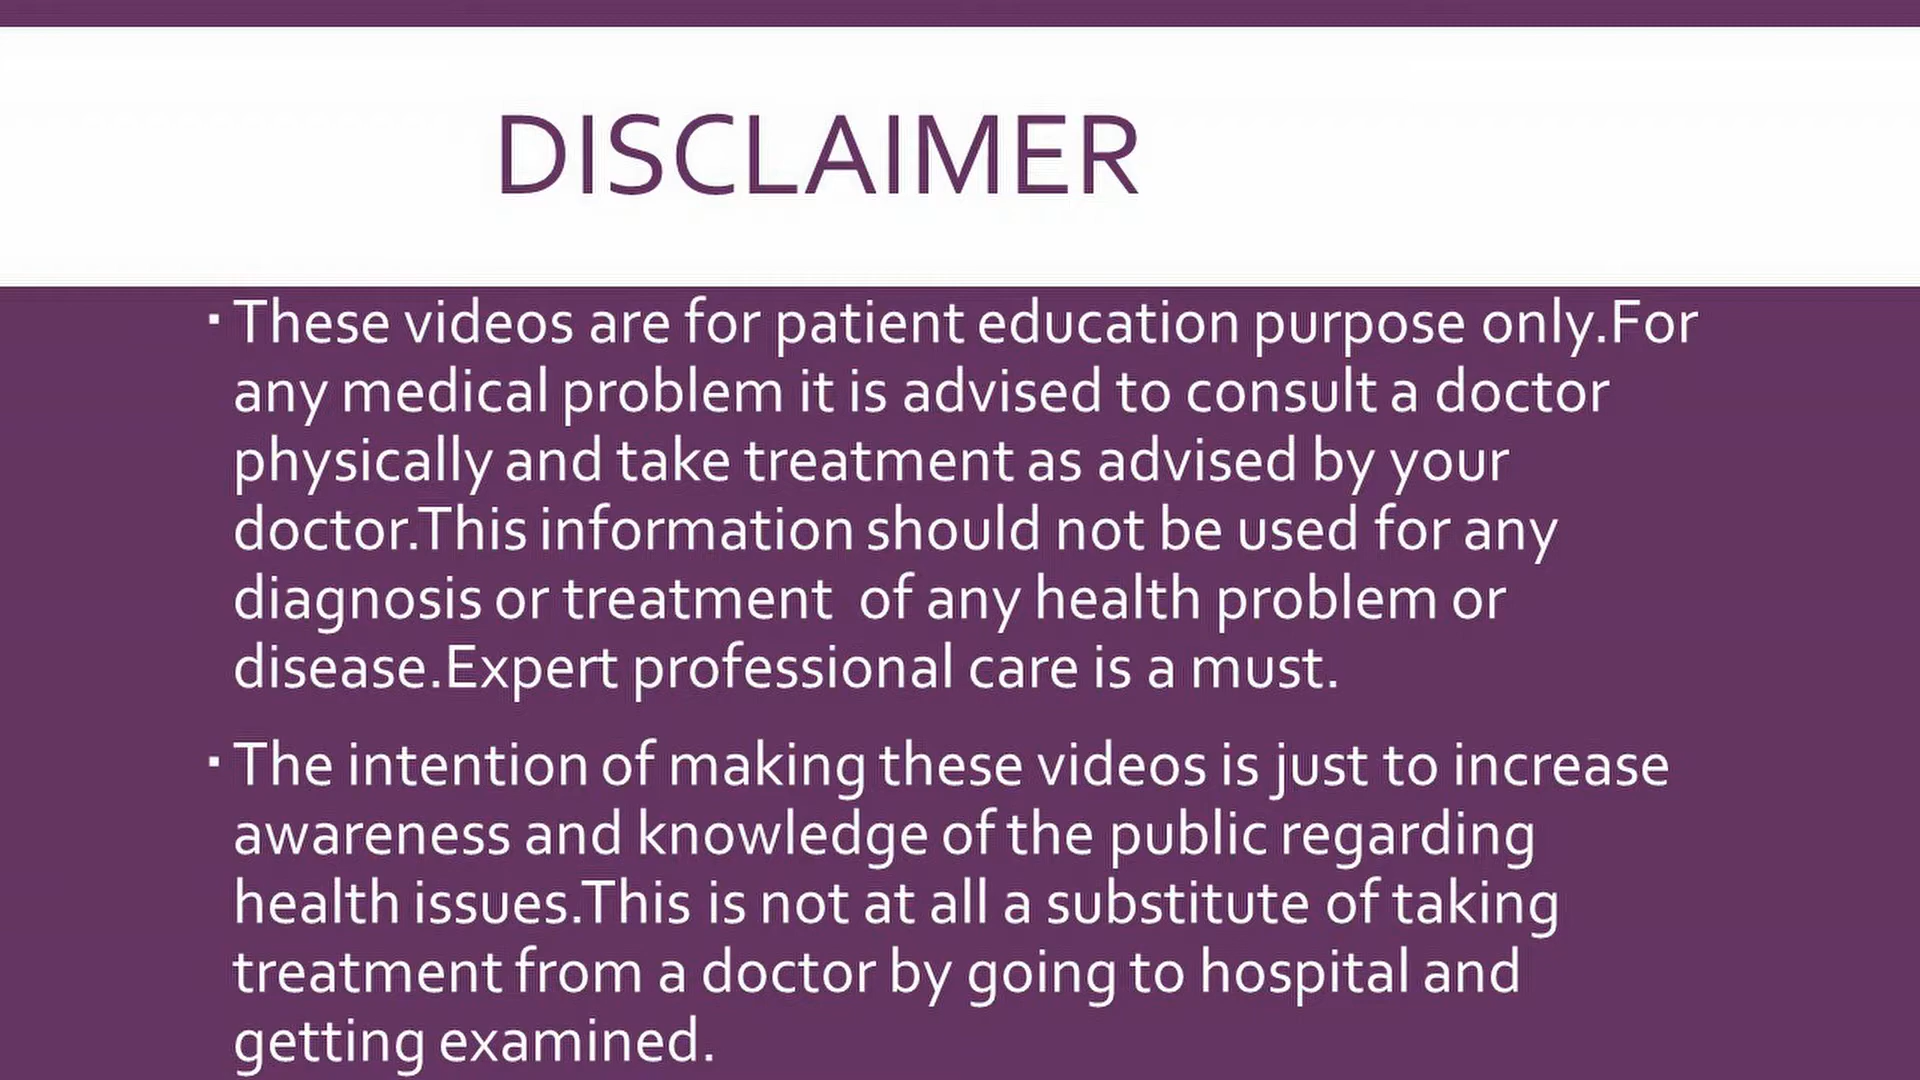 DISCLAIMER
▪ These videos are for patient education purpose only.For
any medical problem it is advised to consult a doctor
physically and take treatment as advised by your
doctor.This information should not be used for any
diagnosis or treatment  of any health problem or
disease.Expert professional care is a must.
▪ The intention of making these videos is just to increase
awareness and knowledge of the public regarding
health issues.This is not at all a substitute of taking
treatment from a doctor by going to hospital and
getting examined.